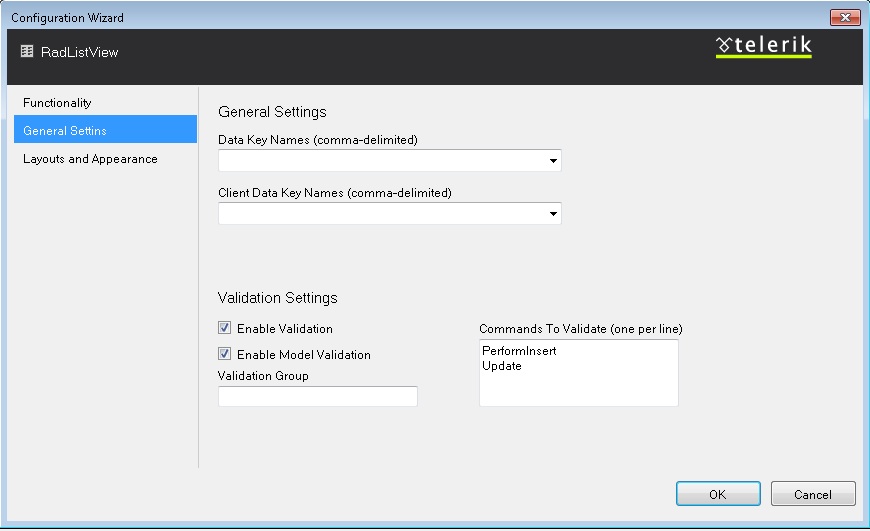 Configuration Wizard
RadListView
telerik
Functionality
General Settins
Layouts and Appearance
General Settings
Data Key Names (comma-delimited)
Client Data Key Names (comma-delimited)
Validation Settings
Enable Validation
Enable Model Validation
Validation Group
Commands To Validate (one per line)
PerformInsert
Update
OK
Cancel